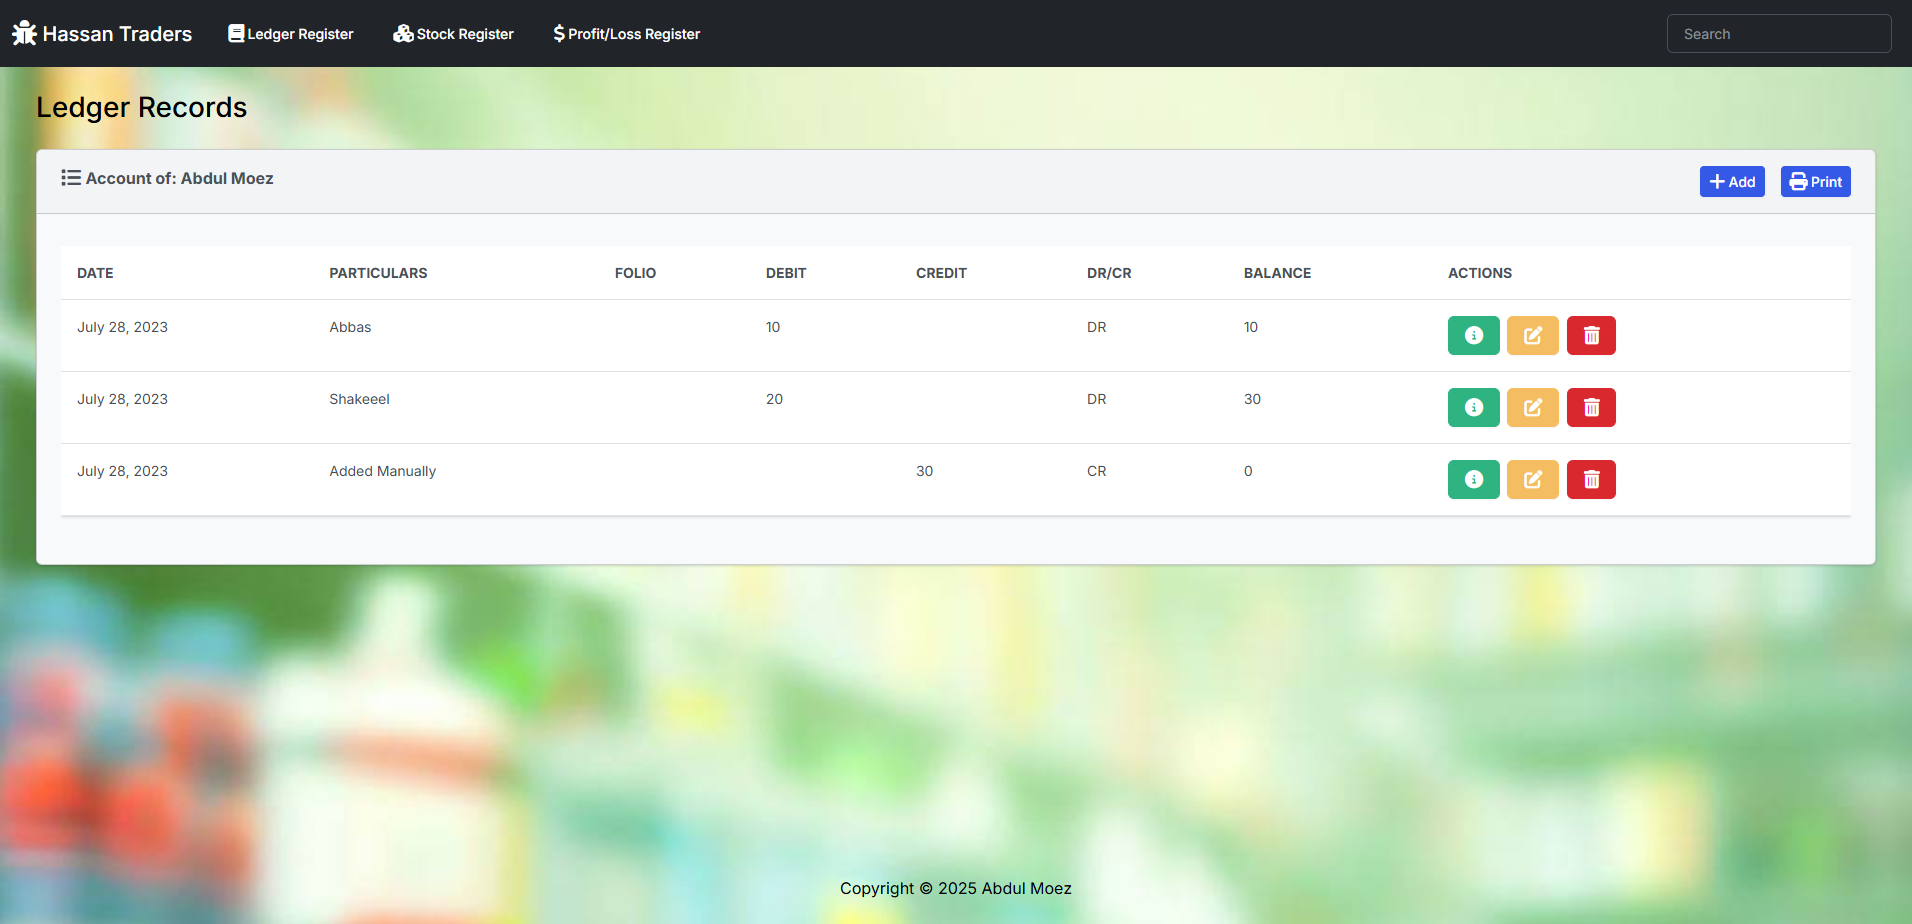 Hassan Traders Ledger Register Stock Register Profit/Loss Register Search
Ledger Records
Account of: Abdul Moez Add Print
DATE PARTICULARS FOLIO DEBIT CREDIT DR/CR BALANCE ACTIONS
July 28, 2023 Abbas 10 DR 10
July 28, 2023 Shakeeel 20 DR 30
July 28, 2023 Added Manually 30 CR 0
Copyright © 2025 Abdul Moez